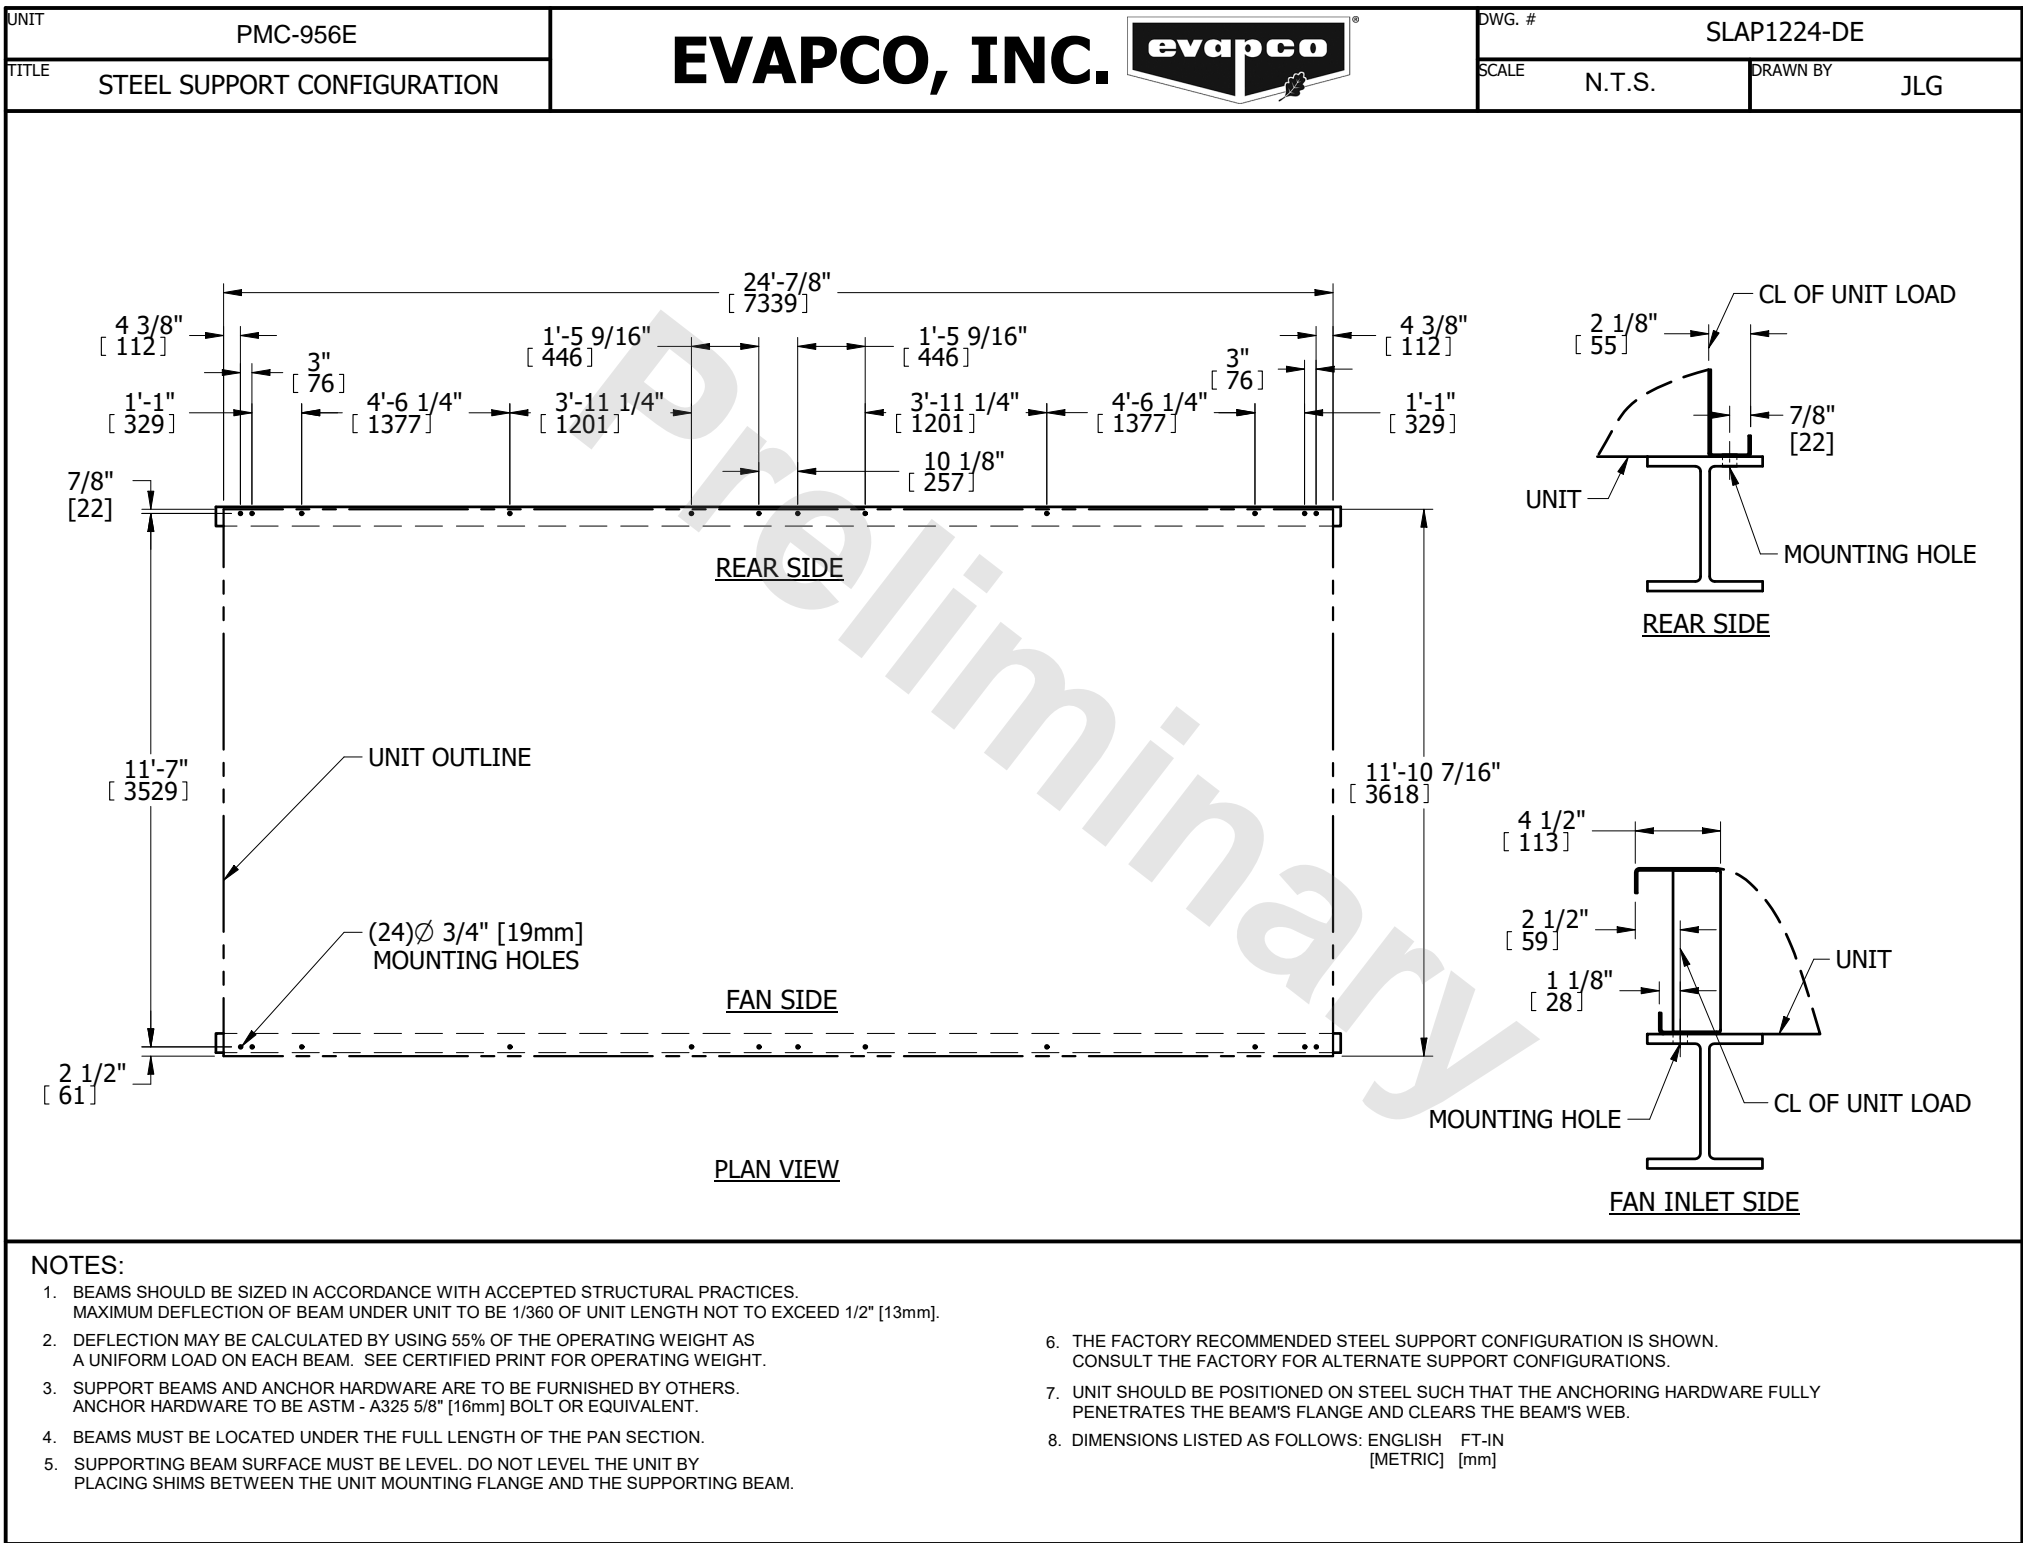 UNIT
PMC-956E
TITLE
STEEL SUPPORT CONFIGURATION
EVAPCO, INC.
evapco
®
DWG. #
SLAP1224-DE
SCALE
N.T.S.
DRAWN BY
JLG
24'-7/8"
[ 7339]
4 3/8"
[ 112]
3"
[ 76]
1'-5 9/16"
[ 446]
1'-5 9/16"
[ 446]
3"
[ 76]
4 3/8"
[ 112]
1'-1"
[ 329]
4'-6 1/4"
[ 1377]
3'-11 1/4"
[ 1201]
3'-11 1/4"
[ 1201]
4'-6 1/4"
[ 1377]
1'-1"
[ 329]
10 1/8"
[ 257]
7/8"
[22]
REAR SIDE
UNIT OUTLINE
11'-7"
[ 3529]
11'-10 7/16"
[ 3618]
(24)Ø 3/4" [19mm]
MOUNTING HOLES
FAN SIDE
2 1/2"
[ 61]
PLAN VIEW
Preliminary
CL OF UNIT LOAD
2 1/8"
[ 55]
7/8"
[22]
UNIT
MOUNTING HOLE
REAR SIDE
4 1/2"
[ 113]
2 1/2"
[ 59]
1 1/8"
[ 28]
UNIT
CL OF UNIT LOAD
MOUNTING HOLE
FAN INLET SIDE
NOTES:
1. BEAMS SHOULD BE SIZED IN ACCORDANCE WITH ACCEPTED STRUCTURAL PRACTICES.
MAXIMUM DEFLECTION OF BEAM UNDER UNIT TO BE 1/360 OF UNIT LENGTH NOT TO EXCEED 1/2" [13mm].
2. DEFLECTION MAY BE CALCULATED BY USING 55% OF THE OPERATING WEIGHT AS
A UNIFORM LOAD ON EACH BEAM. SEE CERTIFIED PRINT FOR OPERATING WEIGHT.
3. SUPPORT BEAMS AND ANCHOR HARDWARE ARE TO BE FURNISHED BY OTHERS.
ANCHOR HARDWARE TO BE ASTM - A325 5/8" [16mm] BOLT OR EQUIVALENT.
4. BEAMS MUST BE LOCATED UNDER THE FULL LENGTH OF THE PAN SECTION.
5. SUPPORTING BEAM SURFACE MUST BE LEVEL. DO NOT LEVEL THE UNIT BY
PLACING SHIMS BETWEEN THE UNIT MOUNTING FLANGE AND THE SUPPORTING BEAM.
6. THE FACTORY RECOMMENDED STEEL SUPPORT CONFIGURATION IS SHOWN.
CONSULT THE FACTORY FOR ALTERNATE SUPPORT CONFIGURATIONS.
7. UNIT SHOULD BE POSITIONED ON STEEL SUCH THAT THE ANCHORING HARDWARE FULLY
PENETRATES THE BEAM'S FLANGE AND CLEARS THE BEAM'S WEB.
8. DIMENSIONS LISTED AS FOLLOWS: ENGLISH FT-IN
[METRIC] [mm]